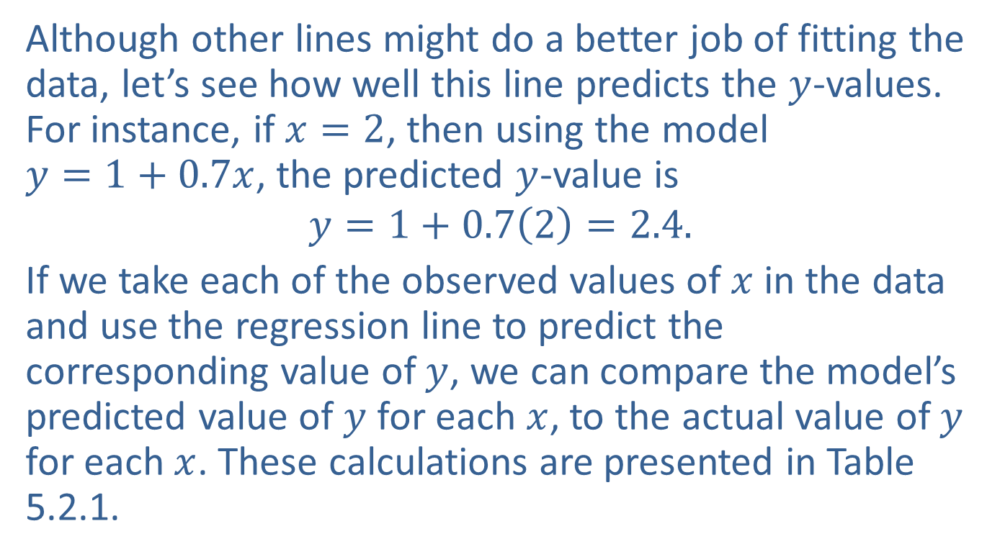 Although other lines might do a better job of fitting the
data, let’s see how well this line predicts the y-values.
For instance, if x = 2, then using the model
y = 1 + 0.7x, the predicted y-value is
y = 1 + 0.7(2) = 2.4.
If we take each of the observed values of x in the data
and use the regression line to predict the
corresponding value of y, we can compare the model’s
predicted value of y for each x, to the actual value of y
for each x. These calculations are presented in Table
5.2.1.